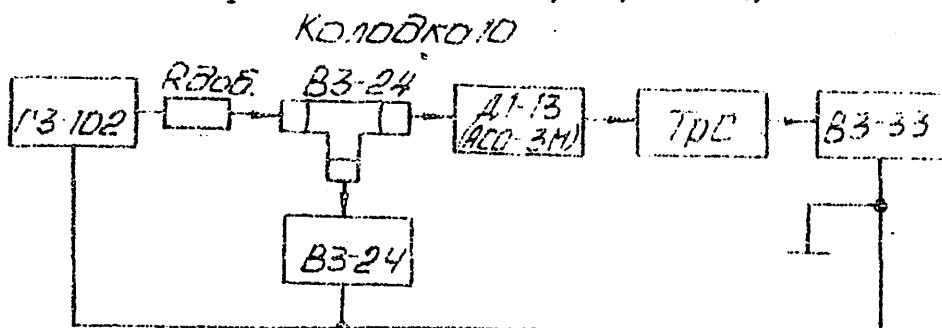 Колодка 10
В3-24
Rдоб.
Г3-102
Д1-13
(АСО-3М)
ТрС
В3-33
В3-24